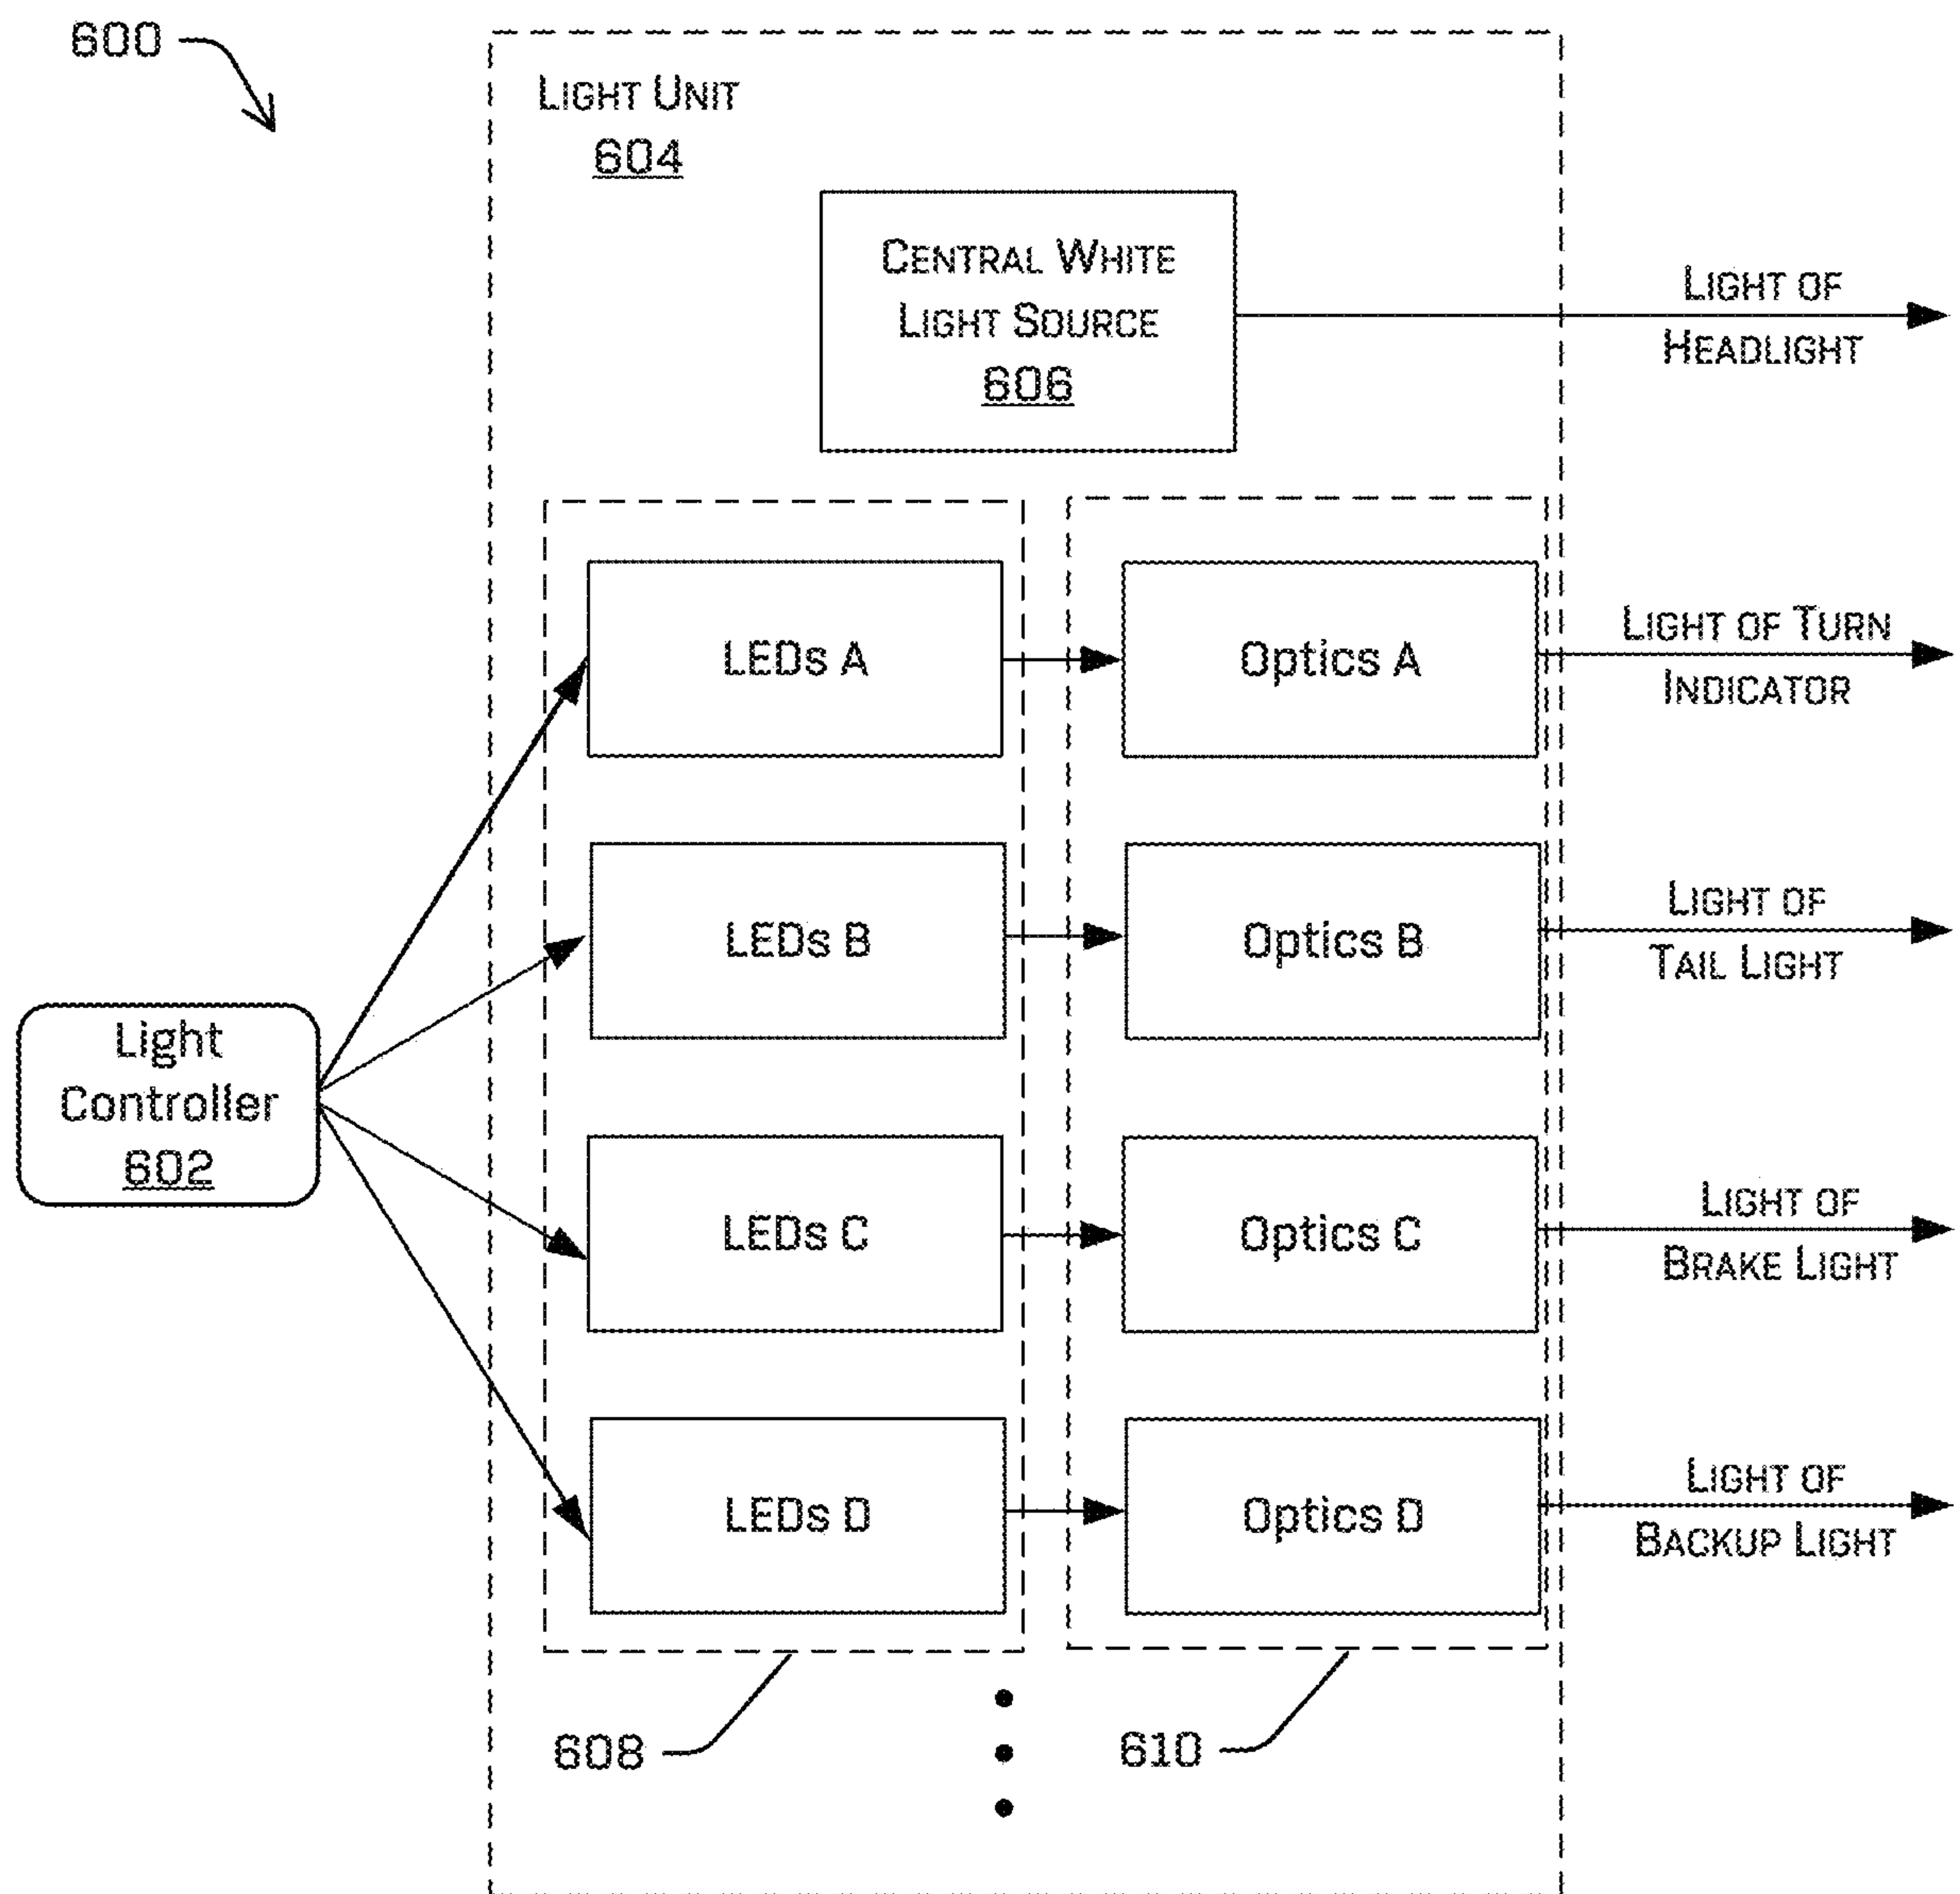 600
LIGHT UNIT
604
CENTRAL WHITE
LIGHT SOURCE
606
LIGHT OF
HEADLIGHT
LEDs A
Optics A
LIGHT OF TURN
INDICATOR
LEDs B
Optics B
LIGHT OF
TAIL LIGHT
Light
Controller
602
LEDs C
Optics C
LIGHT OF
BRAKE LIGHT
LEDs D
Optics D
LIGHT OF
BACKUP LIGHT
608
610